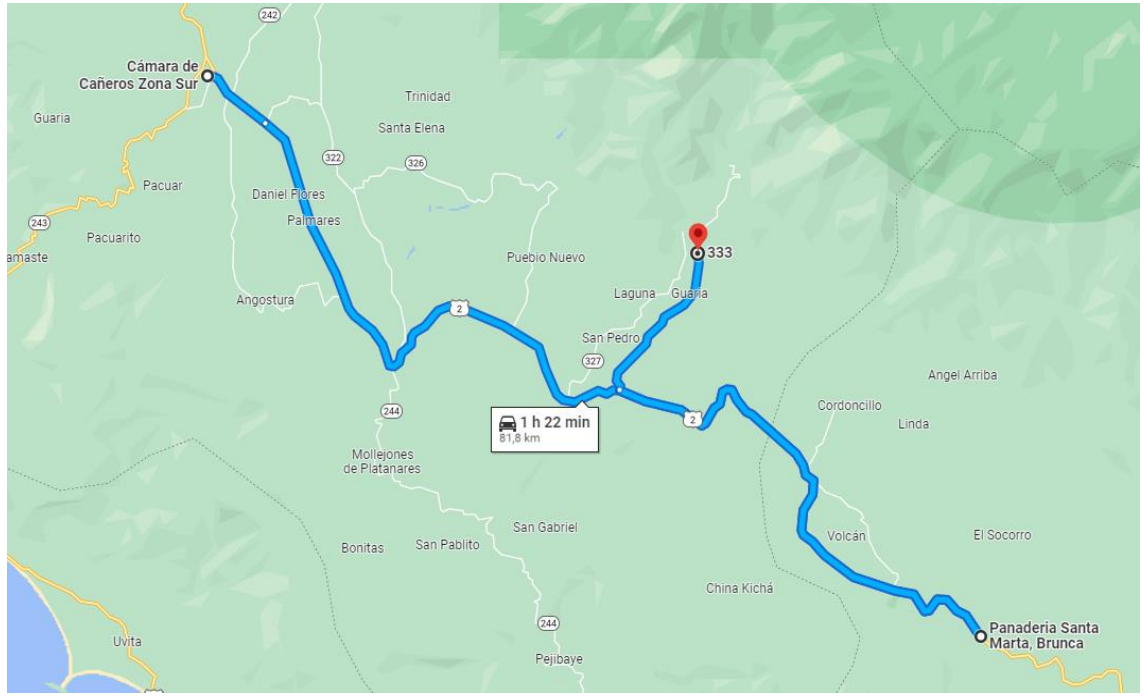 242
Cámara de
Cañeros Zona Sur
Trinidad
Guaria
Santa Elena
322
326
Pacuar
Daniel Flores
Palmares
243
Pacuarito
amaste
333
Pueblo Nuevo
Angostura
Laguna
Guaria
2
San Pedro
327
Angel Arriba
Cordoncillo
244
1 h 22 min
81,8 km
2
Linda
Mollejones
de Platanares
San Gabriel
Bonitas
San Pablito
Volcán
El Socorro
China Kichá
244
Panaderia Santa
Marta, Brunca
Uvita
Pejibaye